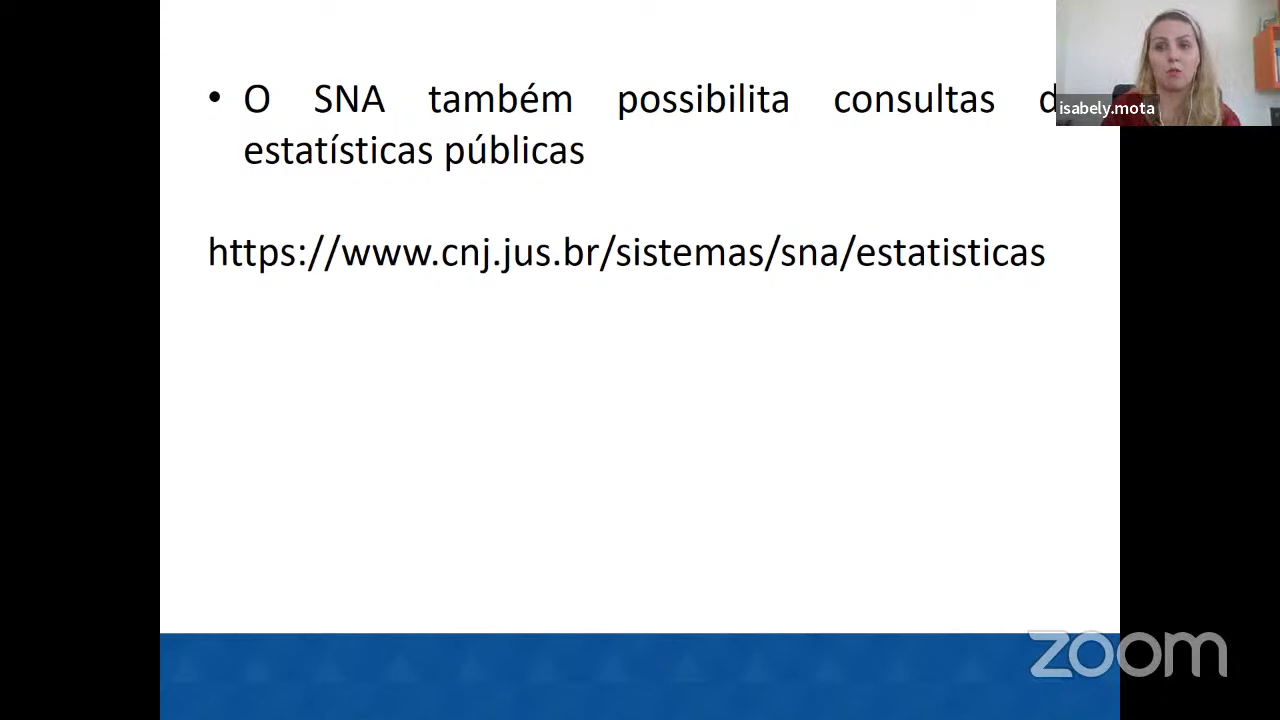 • O SNA também possibilita consultas
estatísticas públicas
https://www.cnj.jus.br/sistemas/sna/estatisticas
isabely.mota
zoom